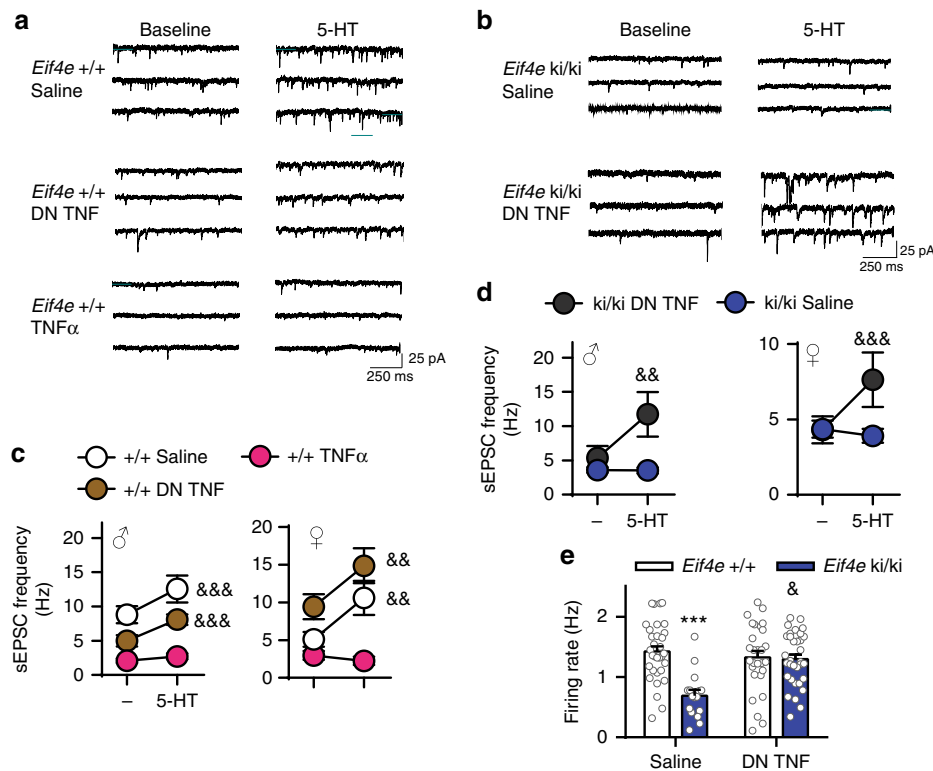 a
Baseline 5-HT
Eif4e +/+
Saline
Eif4e +/+
DN TNF
Eif4e +/+
TNFα
25 pA
250 ms
b
Baseline 5-HT
Eif4e ki/ki
Saline
Eif4e ki/ki
DN TNF
25 pA
250 ms
c
+/+ Saline +/+ TNFα
+/+ DN TNF
sEPSC frequency
(Hz)
♂
20
15
10
5
0
&&&
&&&
– 5-HT
♀
20
15
10
5
0
&&
&&
d
ki/ki DN TNF ki/ki Saline
sEPSC frequency
(Hz)
♂
20
15
10
5
0
&&
– 5-HT
♀
10
5
0
&&&
– 5-HT
e
Eif4e +/+ Eif4e ki/ki
Firing rate (Hz)
2
1
0
***
&
Saline DN TNF